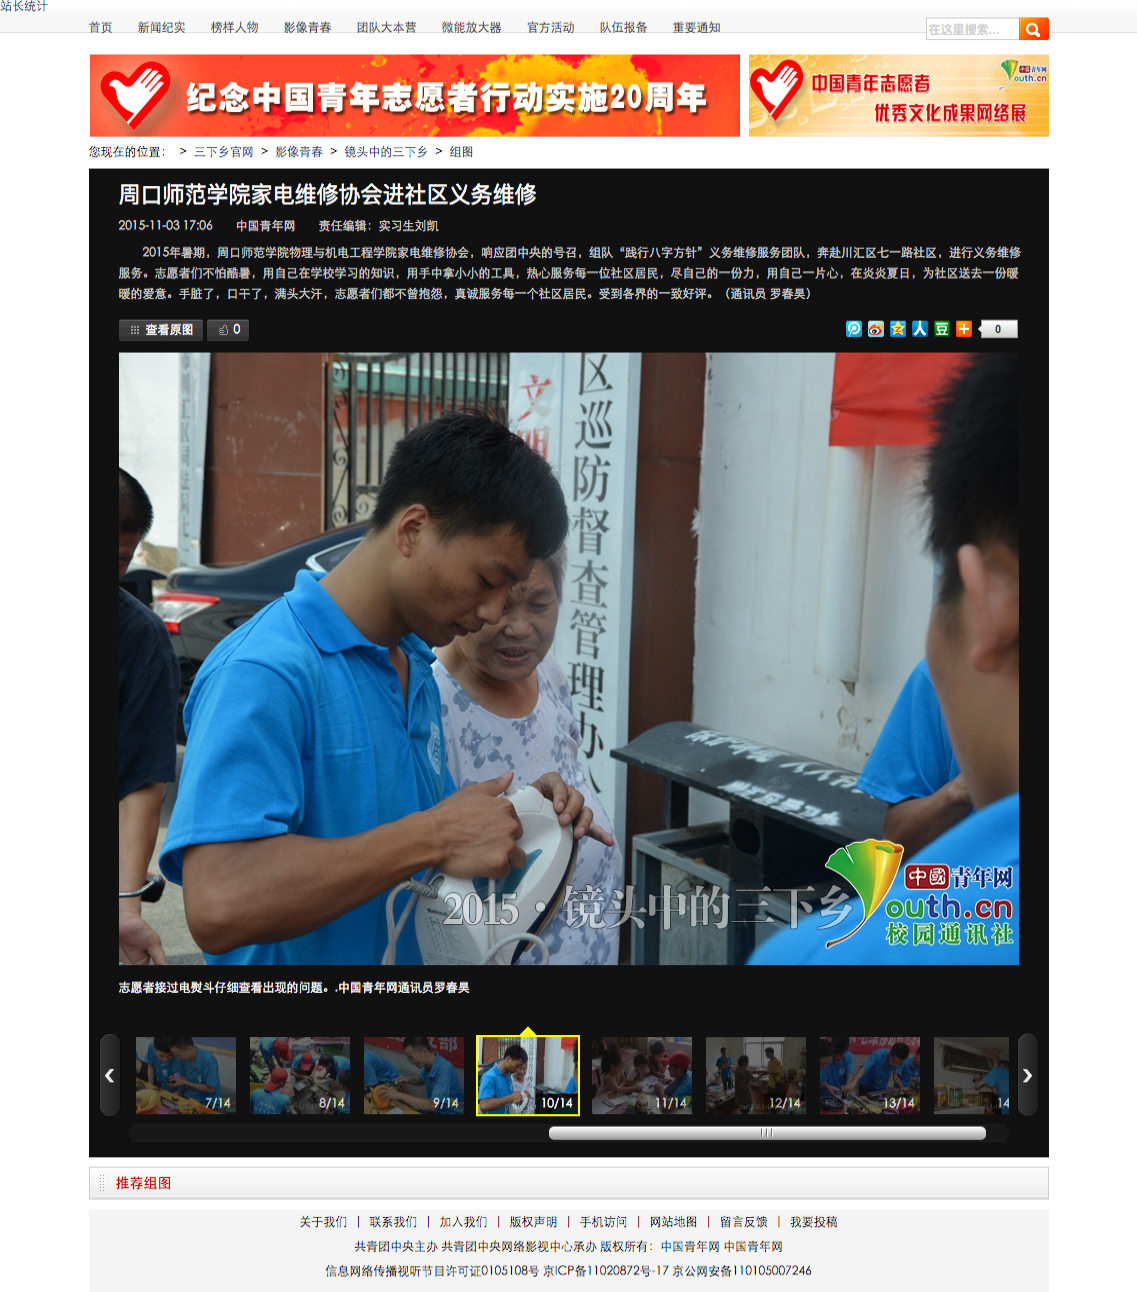 站长统计
首页 新闻纪实 榜样人物 影像青春 团队大本营 微能放大器 官方活动 队伍报备 重要通知 在这里搜索...
纪念中国青年志愿者行动实施20周年
中国青年网
youth.cn
中国青年志愿者
优秀文化成果网络展
您现在的位置： > 三下乡官网 > 影像青春 > 镜头中的三下乡 > 组图
周口师范学院家电维修协会进社区义务维修
2015-11-03 17:06 中国青年网 责任编辑：实习生刘凯
2015年暑期，周口师范学院物理与机电工程学院家电维修协会，响应团中央的号召，组队“践行八字方针”义务维修服务团队，奔赴川汇区七一路社区，进行义务维修
服务。志愿者们不怕酷暑，用自己在学校学习的知识，用手中拿小小的工具，热心服务每一位社区居民，尽自己的一份力，用自己一片心，在炎炎夏日，为社区送去一份暖
暖的爱意。手脏了，口干了，满头大汗，志愿者们都不曾抱怨，真诚服务每一个社区居民。受到各界的一致好评。（通讯员 罗春昊）
查看原图 0
人 豆 0
文明
区巡防督查管理办
2015·镜头中的三下乡
中國青年网
Youth.cn
校园通讯社
志愿者接过电熨斗仔细查看出现的问题。.中国青年网通讯员罗春昊
7/14 8/14 9/14 10/14 11/14 12/14 13/14 14
推荐组图
关于我们 | 联系我们 | 加入我们 | 版权声明 | 手机访问 | 网站地图 | 留言反馈 | 我要投稿
共青团中央主办 共青团中央网络影视中心承办 版权所有：中国青年网 中国青年网
信息网络传播视听节目许可证0105108号 京ICP备11020872号-17 京公网安备110105007246